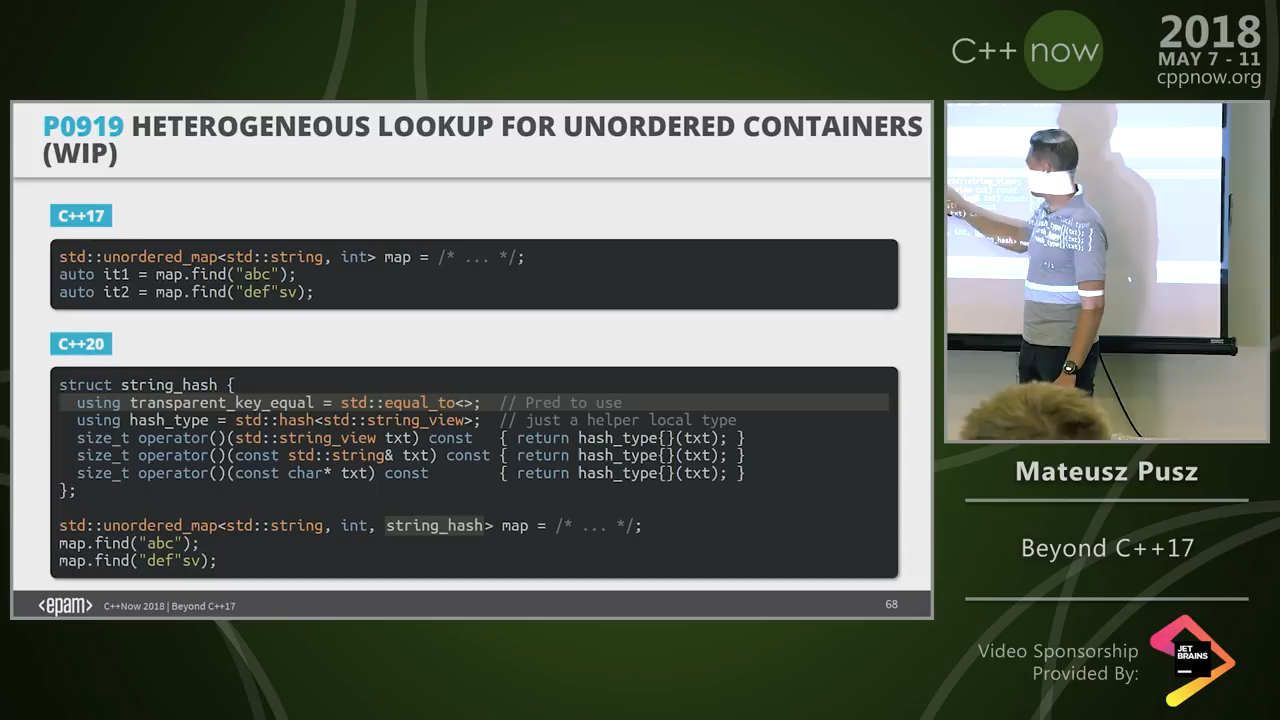 C++ now
2018
MAY 7 - 11
cppnow.org
P0919 HETEROGENEOUS LOOKUP FOR UNORDERED CONTAINERS
(WIP)
C++17
std::unordered_map<std::string, int> map = /* ... */;
auto it1 = map.find("abc");
auto it2 = map.find("def"sv);
C++20
struct string_hash {
using transparent_key_equal = std::equal_to<>; // Pred to use
using hash_type = std::hash<std::string_view>; // just a helper local type
size_t operator()(std::string_view txt) const { return hash_type{}(txt); }
size_t operator()(const std::string& txt) const { return hash_type{}(txt); }
size_t operator()(const char* txt) const { return hash_type{}(txt); }
};
std::unordered_map<std::string, int, string_hash> map = /* ... */;
map.find("abc");
map.find("def"sv);
<epam> C++Now 2018 | Beyond C++17
68
Mateusz Pusz
Beyond C++17
Video Sponsorship
Provided By:
JET
BRAINS